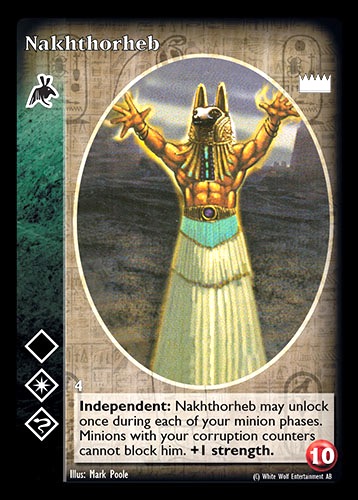 Nakhthorheb
4
Independent: Nakhthorheb may unlock
once during each of your minion phases.
Minions with your corruption counters
cannot block him. +1 strength.
10
Illus: Mark Poole
(C) White Wolf Entertainment AB